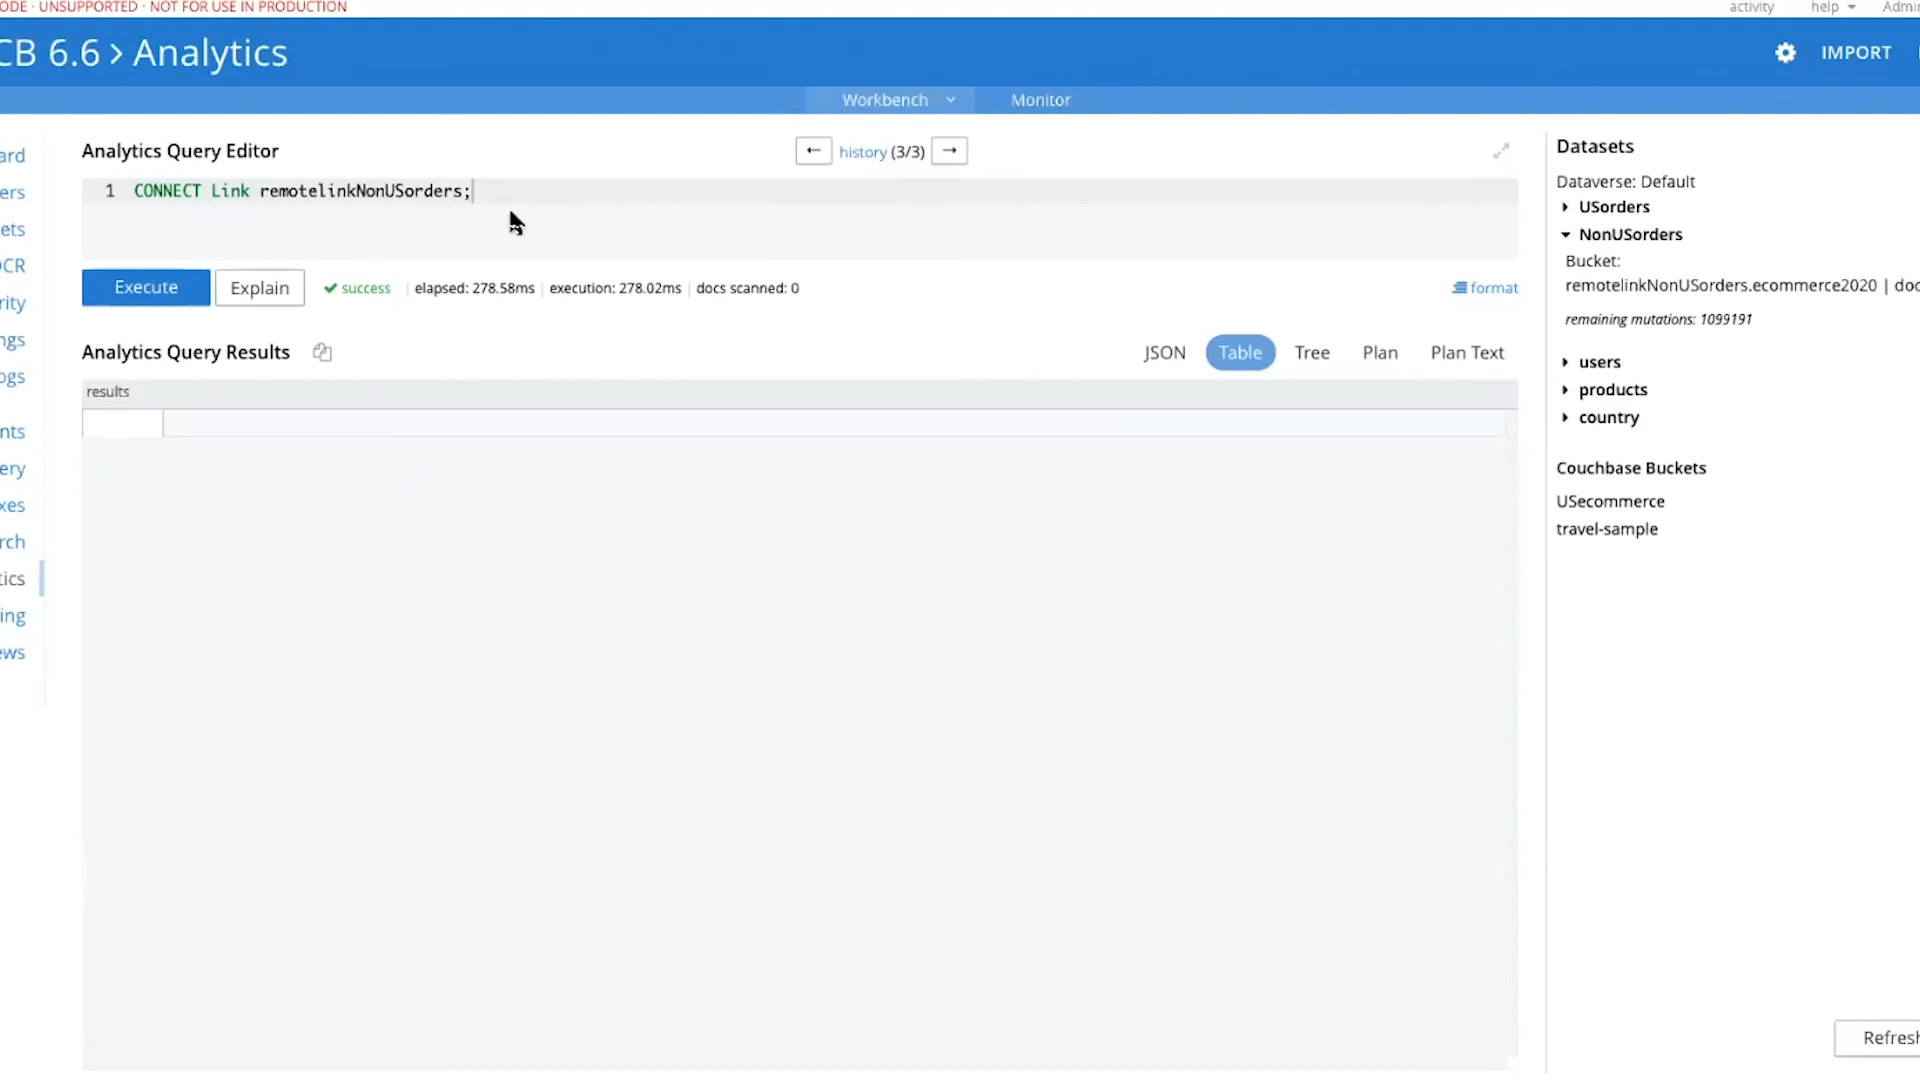 ODE · UNSUPPORTED · NOT FOR USE IN PRODUCTION
activity help Admi
CB 6.6 > Analytics
IMPORT
Workbench Monitor
ard
ers
ets
CR
rity
ngs
ogs
nts
ery
xes
rch
tics
ing
ews
Analytics Query Editor
← history (3/3) →
1 CONNECT Link remotelinkNonUSorders;
Execute Explain success | elapsed: 278.58ms | execution: 278.02ms | docs scanned: 0
format
Analytics Query Results
JSON Table Tree Plan Plan Text
results
Datasets
Dataverse: Default
USorders
NonUSorders
Bucket:
remotelinkNonUSorders.ecommerce2020 | doc
remaining mutations: 1099191
users
products
country
Couchbase Buckets
USecommerce
travel-sample
Refresh